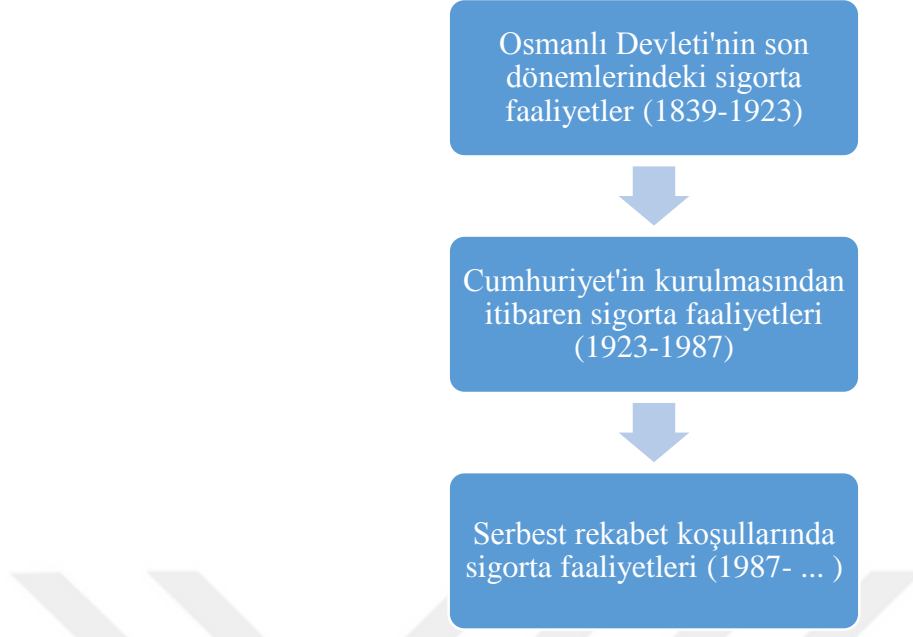 Osmanlı Devleti'nin son
dönemlerindeki sigorta
faaliyetler (1839-1923)
Cumhuriyet'in kurulmasından
itibaren sigorta faaliyetleri
(1923-1987)
Serbest rekabet koşullarında
sigorta faaliyetleri (1987- ... )